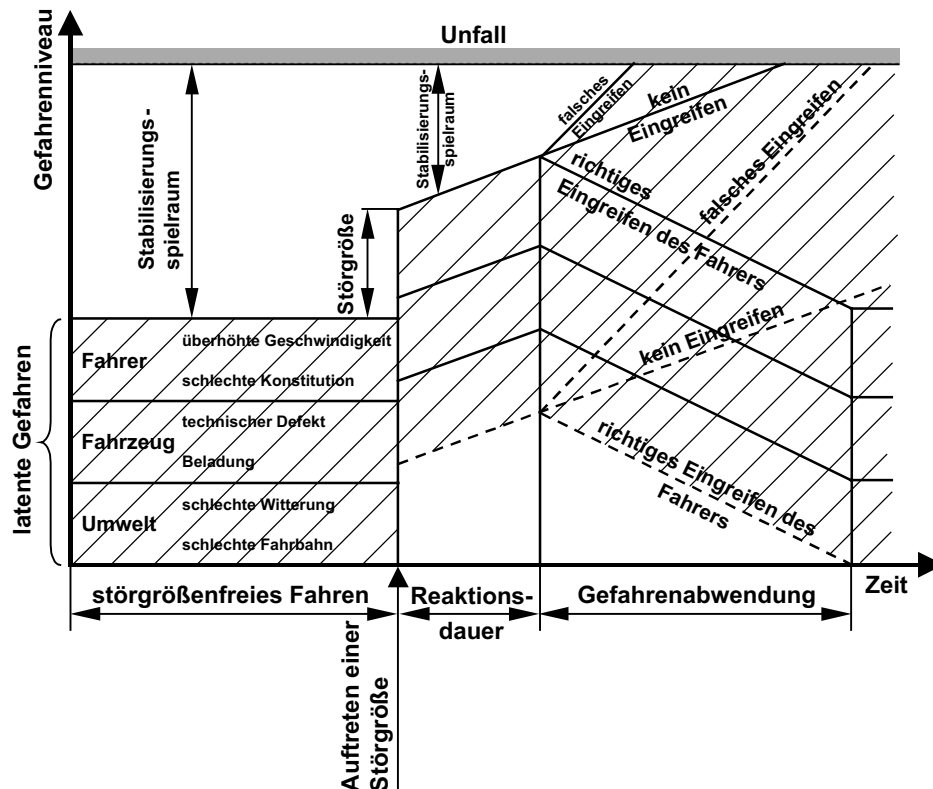 Unfall
Gefahrenniveau
Stabilisierungs-
spielraum
Störgröße
Stabilisierungs-
spielraum
falsches
Eingreifen
kein
Eingreifen
richtiges
Eingreifen des Fahrers
falsches Eingreifen
kein Eingreifen
richtiges Eingreifen des
Fahrers
latente Gefahren
Fahrer
überhöhte Geschwindigkeit
schlechte Konstitution
Fahrzeug
technischer Defekt
Beladung
Umwelt
schlechte Witterung
schlechte Fahrbahn
Zeit
störgrößenfreies Fahren
Reaktions-
dauer
Gefahrenabwendung
Auftreten einer
Störgröße